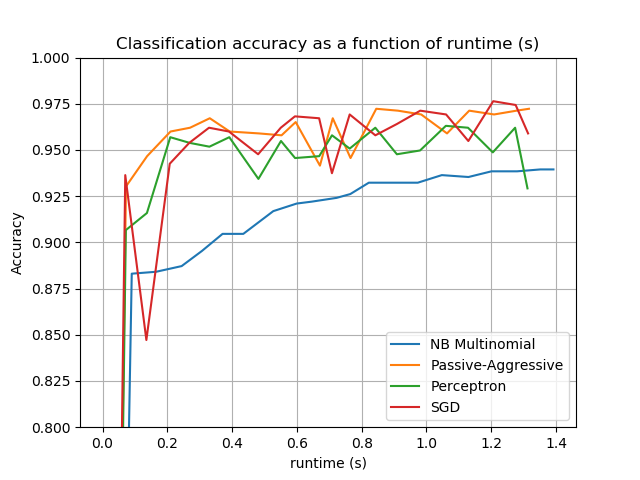 Classification accuracy as a function of runtime (s)
1.000
0.975
0.950
0.925
0.900
0.875
0.850
0.825
0.800
Accuracy
NB Multinomial
Passive-Aggressive
Perceptron
SGD
0.0 0.2 0.4 0.6 0.8 1.0 1.2 1.4
runtime (s)